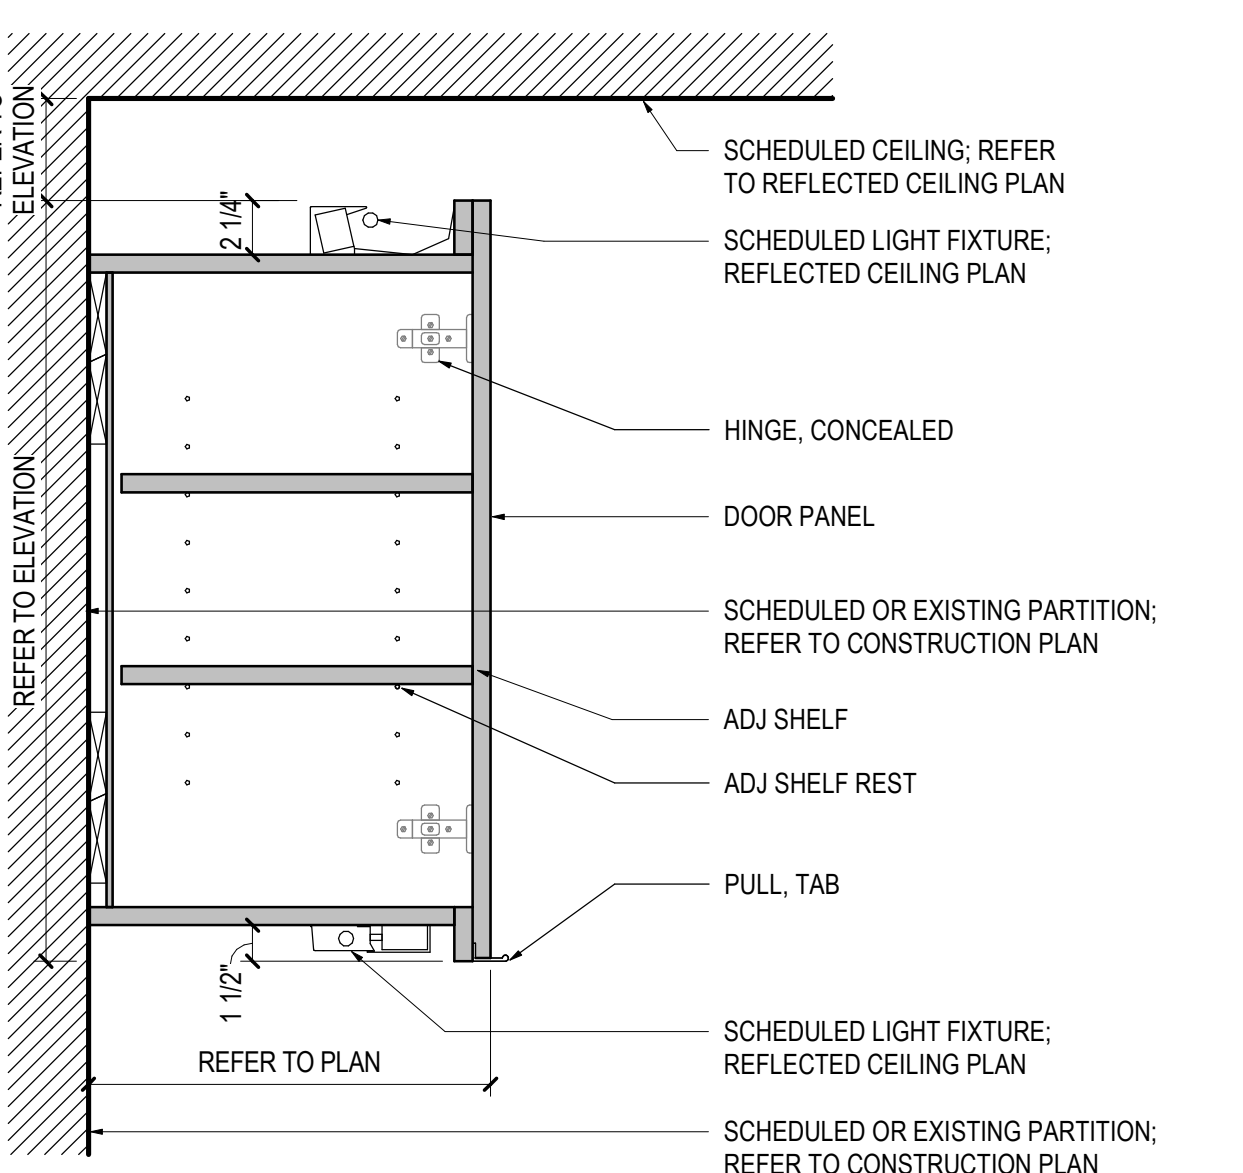 ELEVATION
SCHEDULED CEILING; REFER
TO REFLECTED CEILING PLAN
2 1/4"
SCHEDULED LIGHT FIXTURE;
REFLECTED CEILING PLAN
HINGE, CONCEALED
REFER TO ELEVATION
DOOR PANEL
SCHEDULED OR EXISTING PARTITION;
REFER TO CONSTRUCTION PLAN
ADJ SHELF
ADJ SHELF REST
PULL, TAB
1 1/2"
SCHEDULED LIGHT FIXTURE;
REFLECTED CEILING PLAN
REFER TO PLAN
SCHEDULED OR EXISTING PARTITION;
REFER TO CONSTRUCTION PLAN